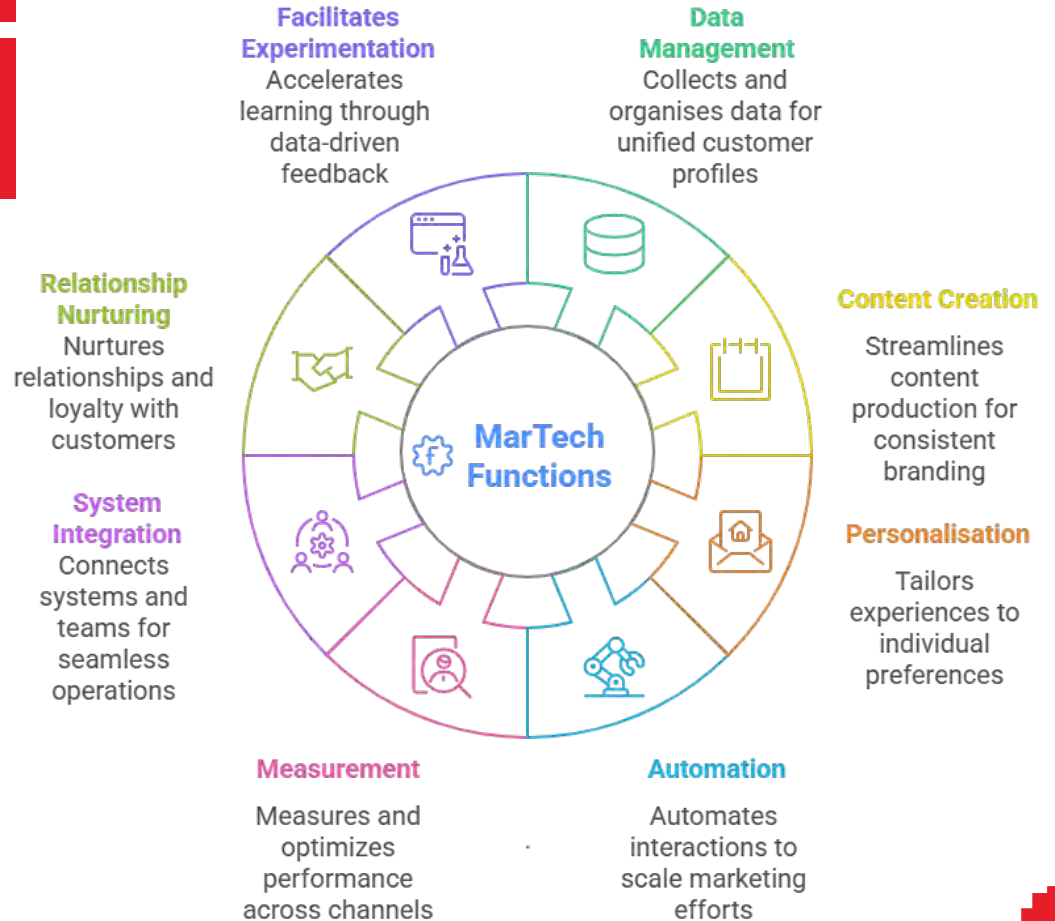 Facilitates
Experimentation
Accelerates
learning through
data-driven
feedback
Data
Management
Collects and
organises data for
unified customer
profiles
Content Creation
Streamlines
content
production for
consistent
branding
Personalisation
Tailors
experiences to
individual
preferences
Automation
Automates
interactions to
scale marketing
efforts
Measurement
Measures and
optimizes
performance
across channels
System
Integration
Connects
systems and
teams for
seamless
operations
Relationship
Nurturing
Nurtures
relationships and
loyalty with
customers
f
MarTech
Functions